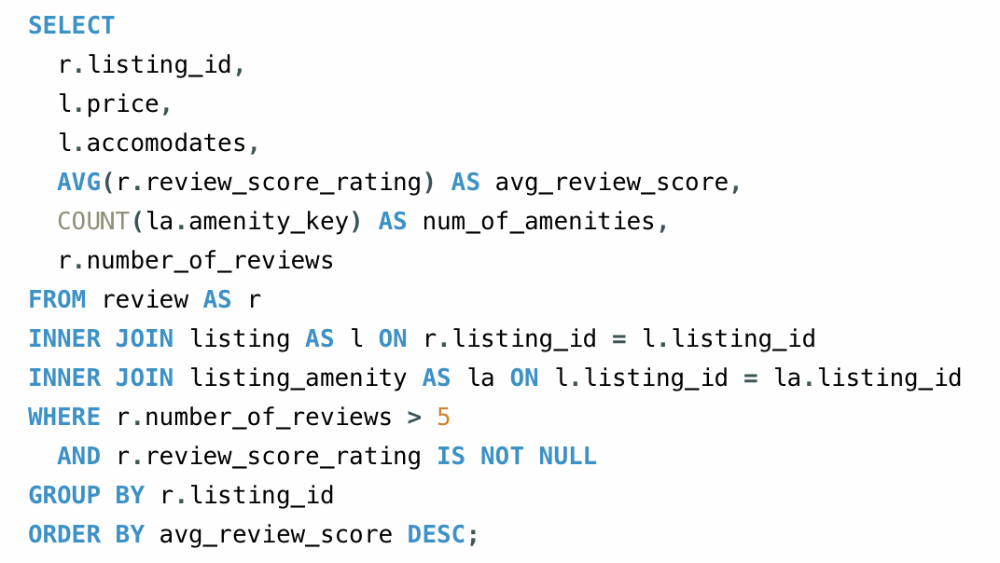 SELECT
  r.listing_id,
  l.price,
  l.accomodates,
  AVG(r.review_score_rating) AS avg_review_score,
  COUNT(la.amenity_key) AS num_of_amenities,
  r.number_of_reviews
FROM review AS r
INNER JOIN listing AS l ON r.listing_id = l.listing_id
INNER JOIN listing_amenity AS la ON l.listing_id = la.listing_id
WHERE r.number_of_reviews > 5
  AND r.review_score_rating IS NOT NULL
GROUP BY r.listing_id
ORDER BY avg_review_score DESC;